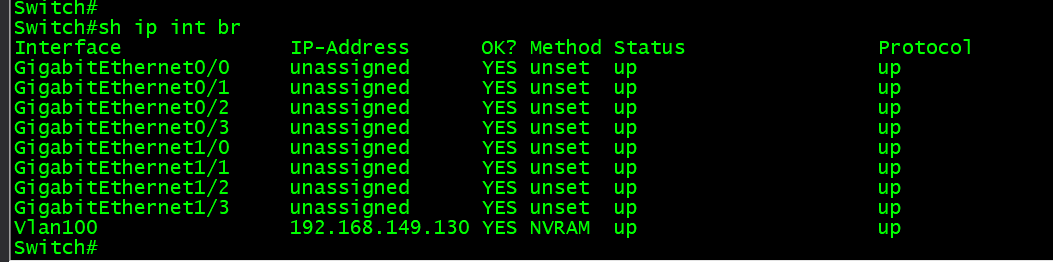 Switch#
Switch#sh ip int br
Interface IP-Address OK? Method Status Protocol
GigabitEthernet0/0 unassigned YES unset up up
GigabitEthernet0/1 unassigned YES unset up up
GigabitEthernet0/2 unassigned YES unset up up
GigabitEthernet0/3 unassigned YES unset up up
GigabitEthernet1/0 unassigned YES unset up up
GigabitEthernet1/1 unassigned YES unset up up
GigabitEthernet1/2 unassigned YES unset up up
GigabitEthernet1/3 unassigned YES unset up up
Vlan100 192.168.149.130 YES NVRAM up up
Switch#